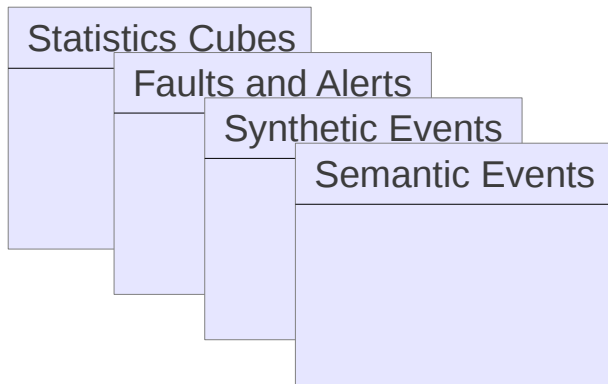 Statistics Cubes
Faults and Alerts
Synthetic Events
Semantic Events